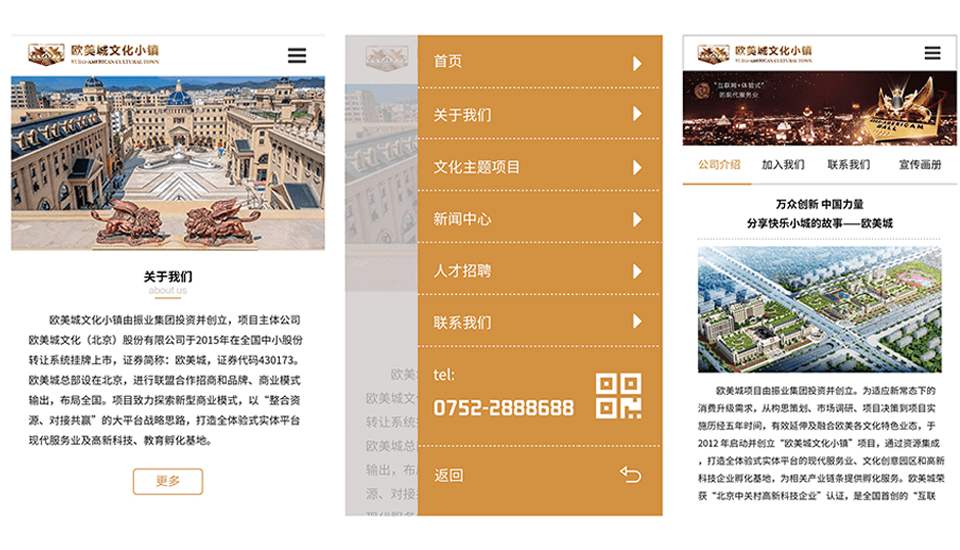 欧美城文化小镇
EURO-AMERICAN CULTURAL TOWN
关于我们
about us
欧美城文化小镇由振业集团投资并创立，项目主体公司
欧美城文化（北京）股份有限公司于2015年在全国中小股份
转让系统挂牌上市，证券简称：欧美城，证券代码430173。
欧美城总部设在北京，进行联盟合作招商和品牌、商业模式
输出，布局全国。项目致力探索新型商业模式，以“整合资
源、对接共赢”的大平台战略思路，打造全体验式实体平台
现代服务业及高新科技、教育孵化基地。
更多
首页
关于我们
文化主题项目
新闻中心
人才招聘
联系我们
tel:
0752-2888688
返回
欧美
欧美城文
转让系统
欧美城总
输出，布
源、对接
现代服务
欧美城文化小镇
EURO-AMERICAN CULTURAL TOWN
“互联网+体验式”
的现代服务业
公司介绍 加入我们 联系我们 宣传画册
万众创新 中国力量
分享快乐小城的故事——欧美城
欧美城项目由振业集团投资并创立。为适应新常态下的
消费升级需求，从构思策划、市场调研、项目决策到项目实
施历经五年时间，有效延伸及融合欧美各文化特色业态，于
2012 年启动并创立“欧美城文化小镇”项目，通过资源集成
，打造全体验式实体平台的现代服务业、文化创意园区和高新
科技企业孵化基地，为相关产业链条提供孵化服务。欧美城荣
获“北京中关村高新科技企业”认证，是全国首创的“互联